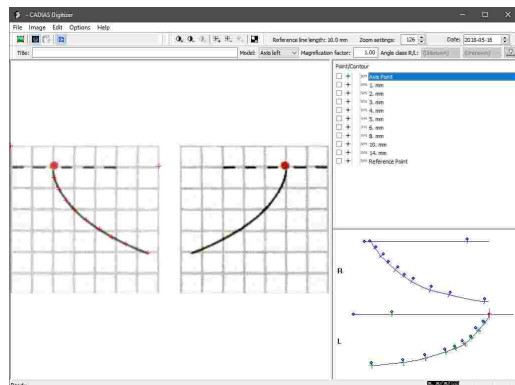 - CADIAS Digitizer
File Image Edit Options Help
Reference line length: 10.0 mm Zoom settings: 126 Date: 2018-05-16
Title: Model: Axis left Magnification factor: 1.00 Angle class R/L: (Unknown) (Unknown)
Point/Contour
Axis Point
1. mm
2. mm
3. mm
4. mm
5. mm
6. mm
8. mm
10. mm
14. mm
Reference Point
R
L